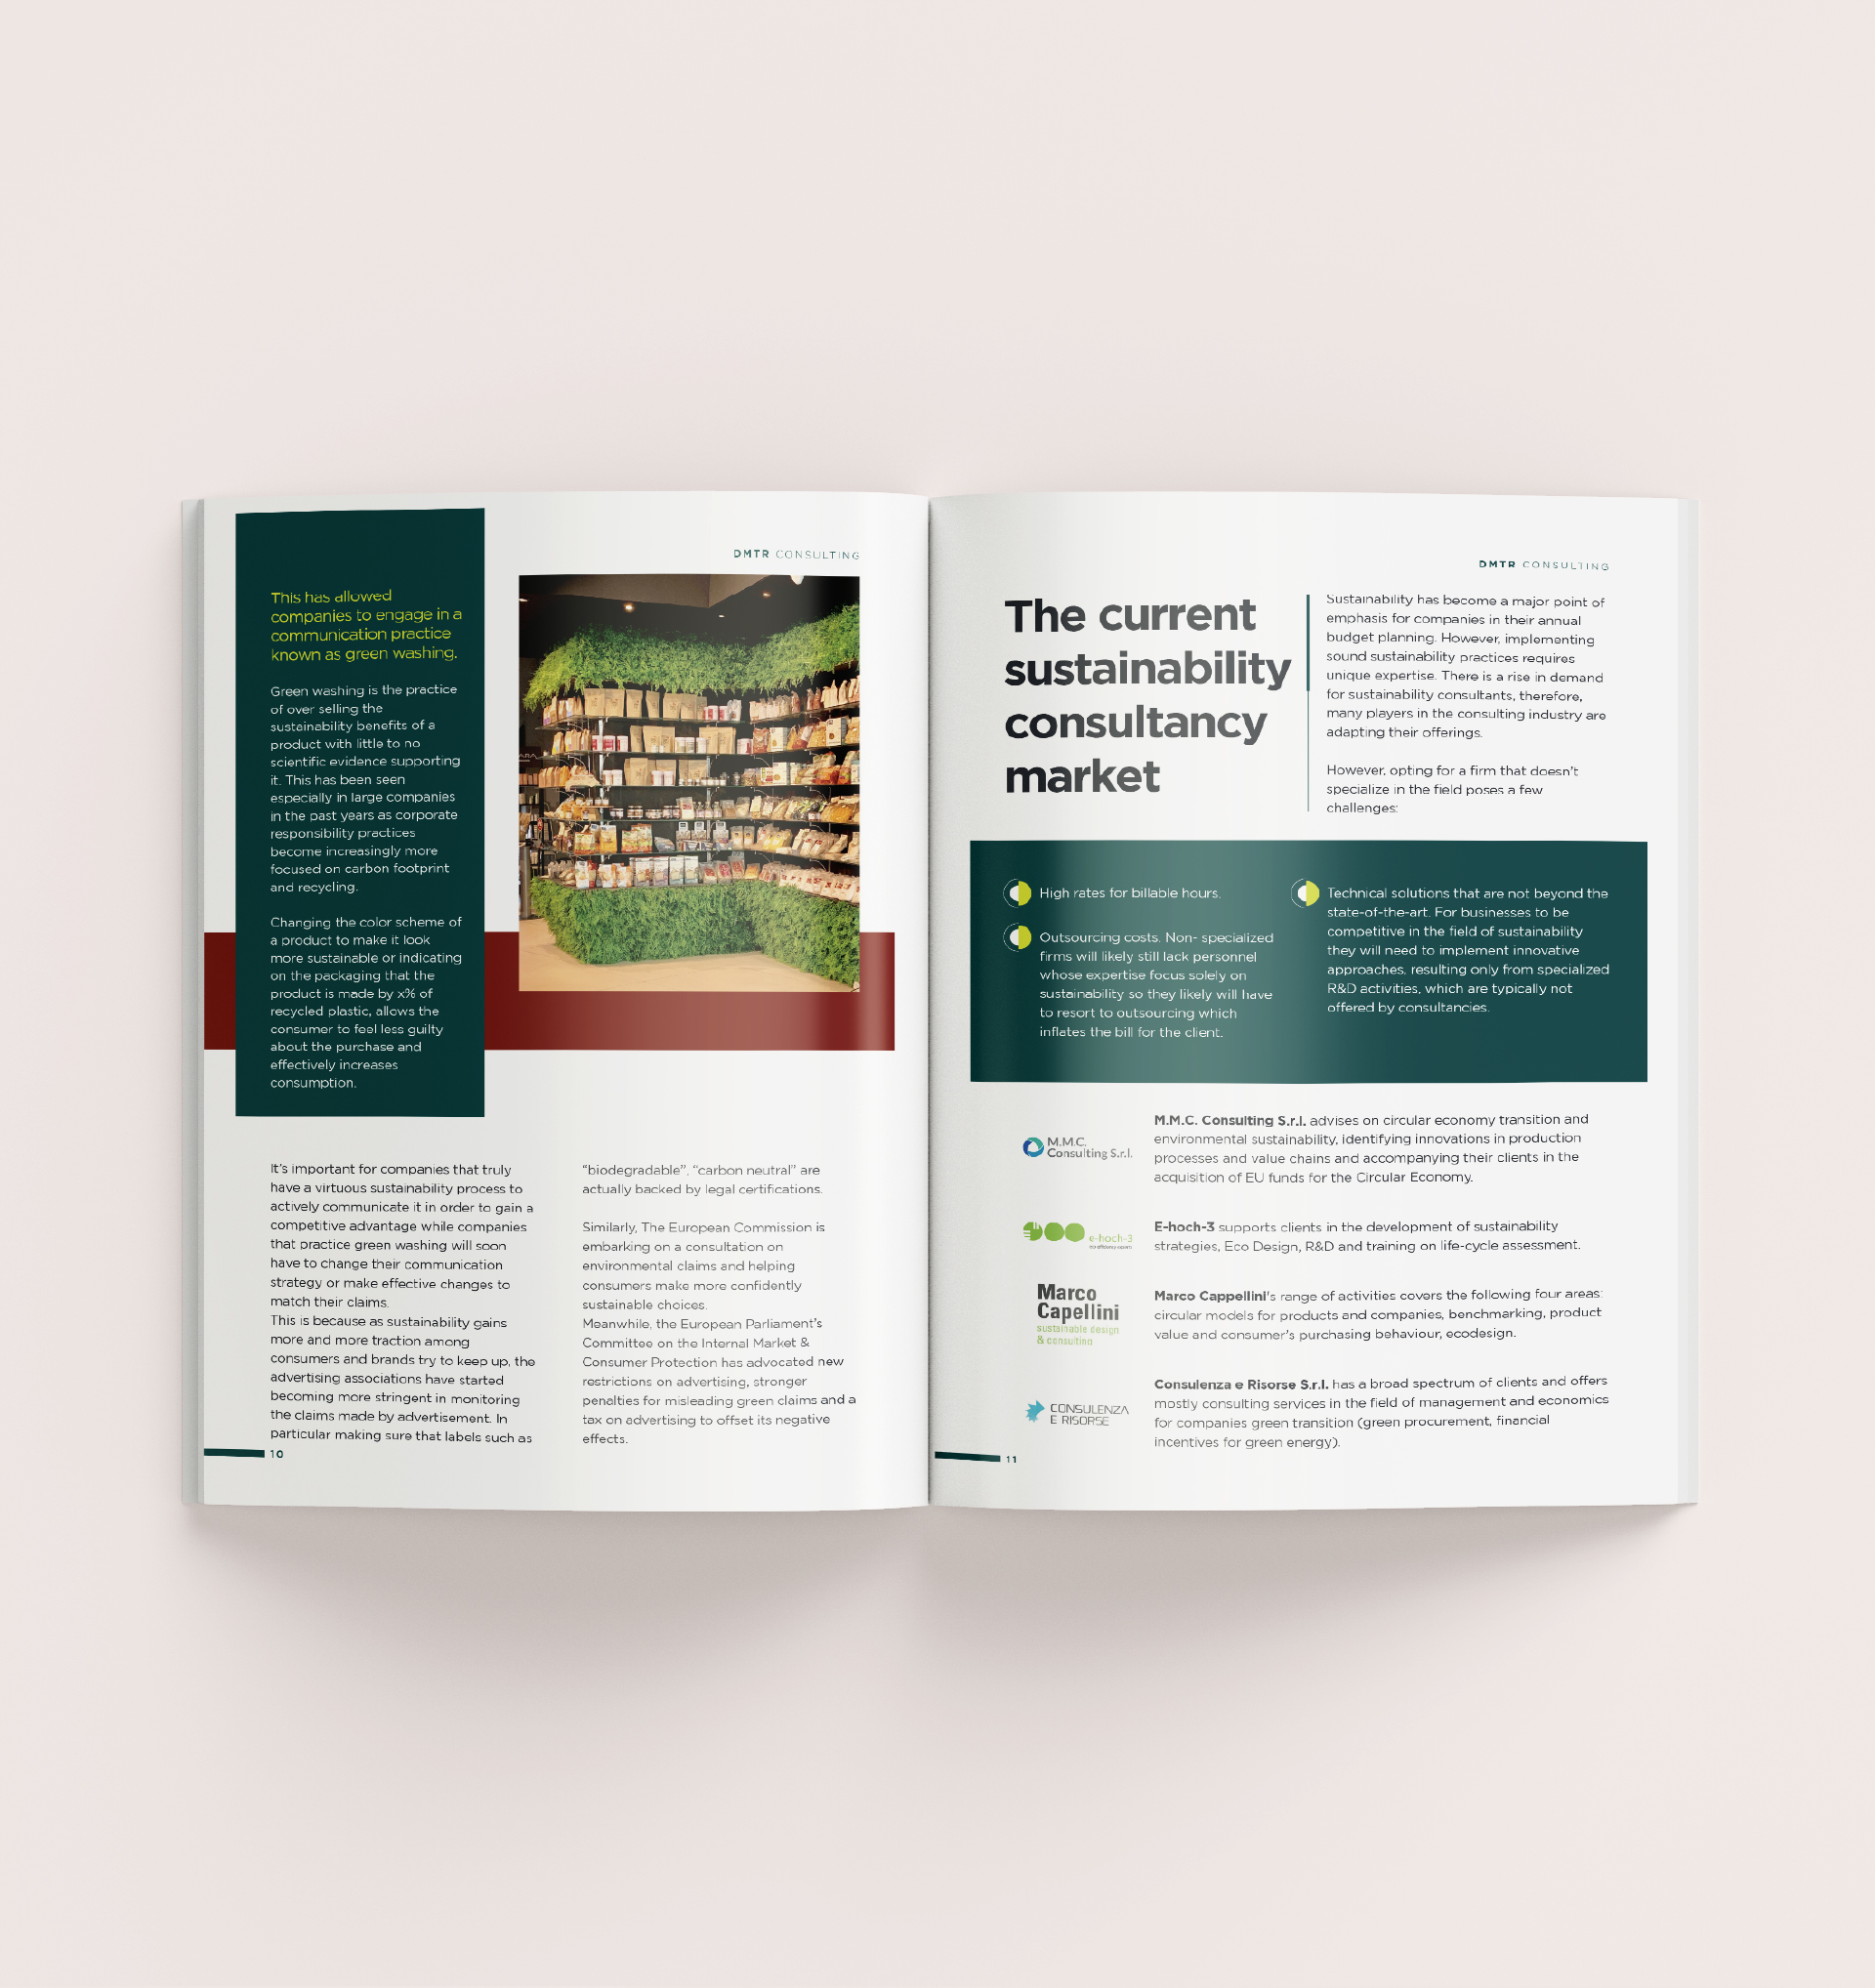 This has allowed
companies to engage in a
communication practice
known as green washing.
Green washing is the practice
of over selling the
sustainability benefits of a
product with little to no
scientific evidence supporting
it. This has been seen
especially in large companies
in the past years as corporate
responsibility practices
become increasingly more
focused on carbon footprint
and recycling.
Changing the color scheme of
a product to make it look
more sustainable or indicating
on the packaging that the
product is made by x% of
recycled plastic, allows the
consumer to feel less guilty
about the purchase and
effectively increases
consumption.
DMTR CONSULTING
It's important for companies that truly
have a virtuous sustainability process to
actively communicate it in order to gain a
competitive advantage while companies
that practice green washing will soon
have to change their communication
strategy or make effective changes to
match their claims.
This is because as sustainability gains
more and more traction among
consumers and brands try to keep up, the
advertising associations have started
becoming more stringent in monitoring
the claims made by advertisement. In
particular making sure that labels such as
“biodegradable”, “carbon neutral” are
actually backed by legal certifications.
Similarly, The European Commission is
embarking on a consultation on
environmental claims and helping
consumers make more confidently
sustainable choices.
Meanwhile, the European Parliament's
Committee on the Internal Market &
Consumer Protection has advocated new
restrictions on advertising, stronger
penalties for misleading green claims and a
tax on advertising to offset its negative
effects.
10
DMTR CONSULTING
The current
sustainability
consultancy
market
Sustainability has become a major point of
emphasis for companies in their annual
budget planning. However, implementing
sound sustainability practices requires
unique expertise. There is a rise in demand
for sustainability consultants, therefore,
many players in the consulting industry are
adapting their offerings.
However, opting for a firm that doesn't
specialize in the field poses a few
challenges:
High rates for billable hours.
Outsourcing costs. Non- specialized
firms will likely still lack personnel
whose expertise focus solely on
sustainability so they likely will have
to resort to outsourcing which
inflates the bill for the client.
Technical solutions that are not beyond the
state-of-the-art. For businesses to be
competitive in the field of sustainability
they will need to implement innovative
approaches, resulting only from specialized
R&D activities, which are typically not
offered by consultancies.
M.M.C.
Consulting S.r.l.
M.M.C. Consulting S.r.l. advises on circular economy transition and
environmental sustainability, identifying innovations in production
processes and value chains and accompanying their clients in the
acquisition of EU funds for the Circular Economy.
e-hoch-3
E-hoch-3 supports clients in the development of sustainability
strategies, Eco Design, R&D and training on life-cycle assessment.
Marco
Capellini
sustainable design
& consulting
Marco Cappellini's range of activities covers the following four areas:
circular models for products and companies, benchmarking, product
value and consumer's purchasing behaviour, ecodesign.
CONSULENZA
E RISORSE
Consulenza e Risorse S.r.l. has a broad spectrum of clients and offers
mostly consulting services in the field of management and economics
for companies green transition (green procurement, financial
incentives for green energy).
11